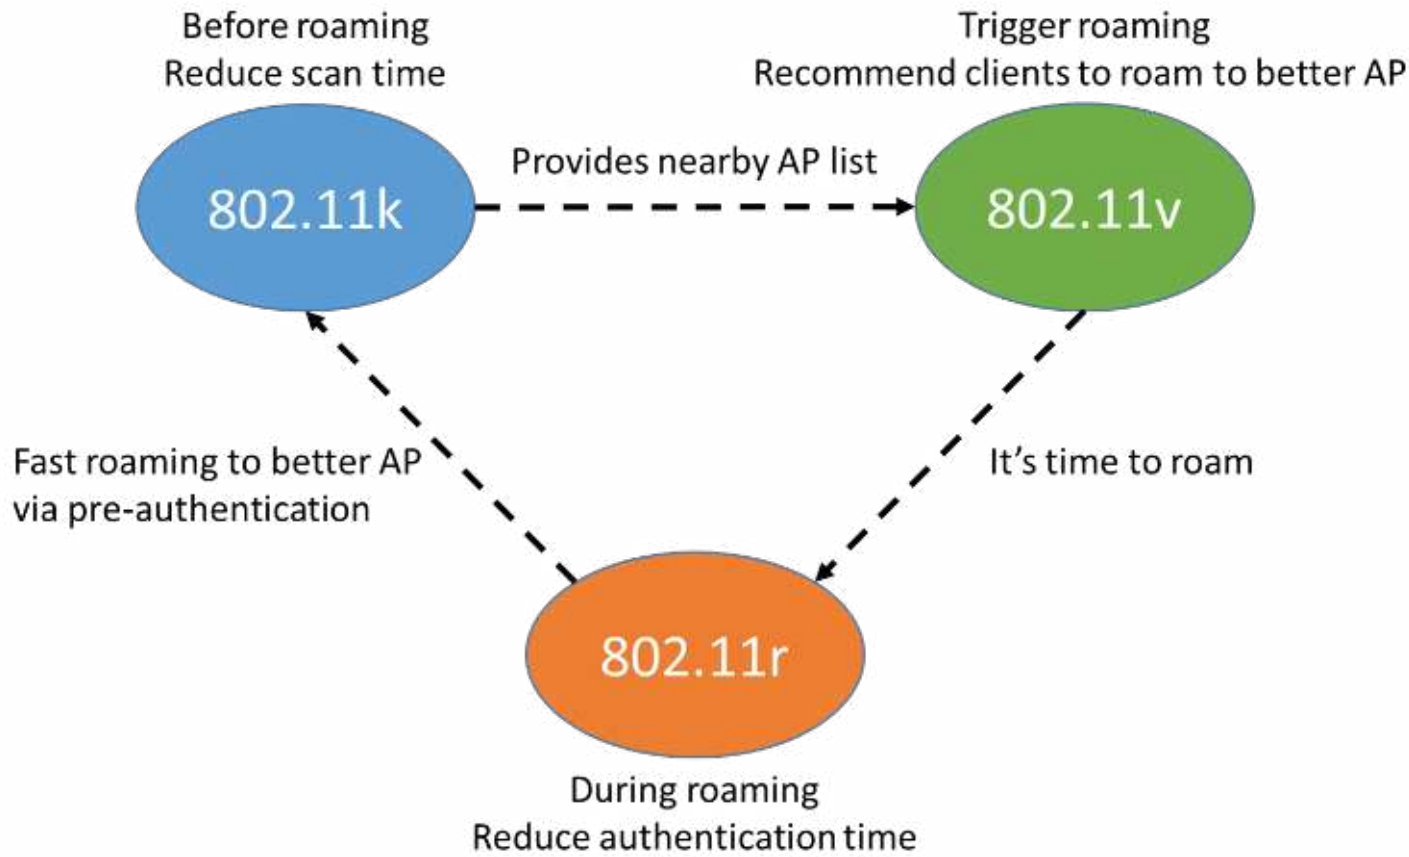 Before roaming
Reduce scan time
Trigger roaming
Recommend clients to roam to better AP
802.11k
Provides nearby AP list
802.11v
Fast roaming to better AP
via pre-authentication
It's time to roam
802.11r
During roaming
Reduce authentication time